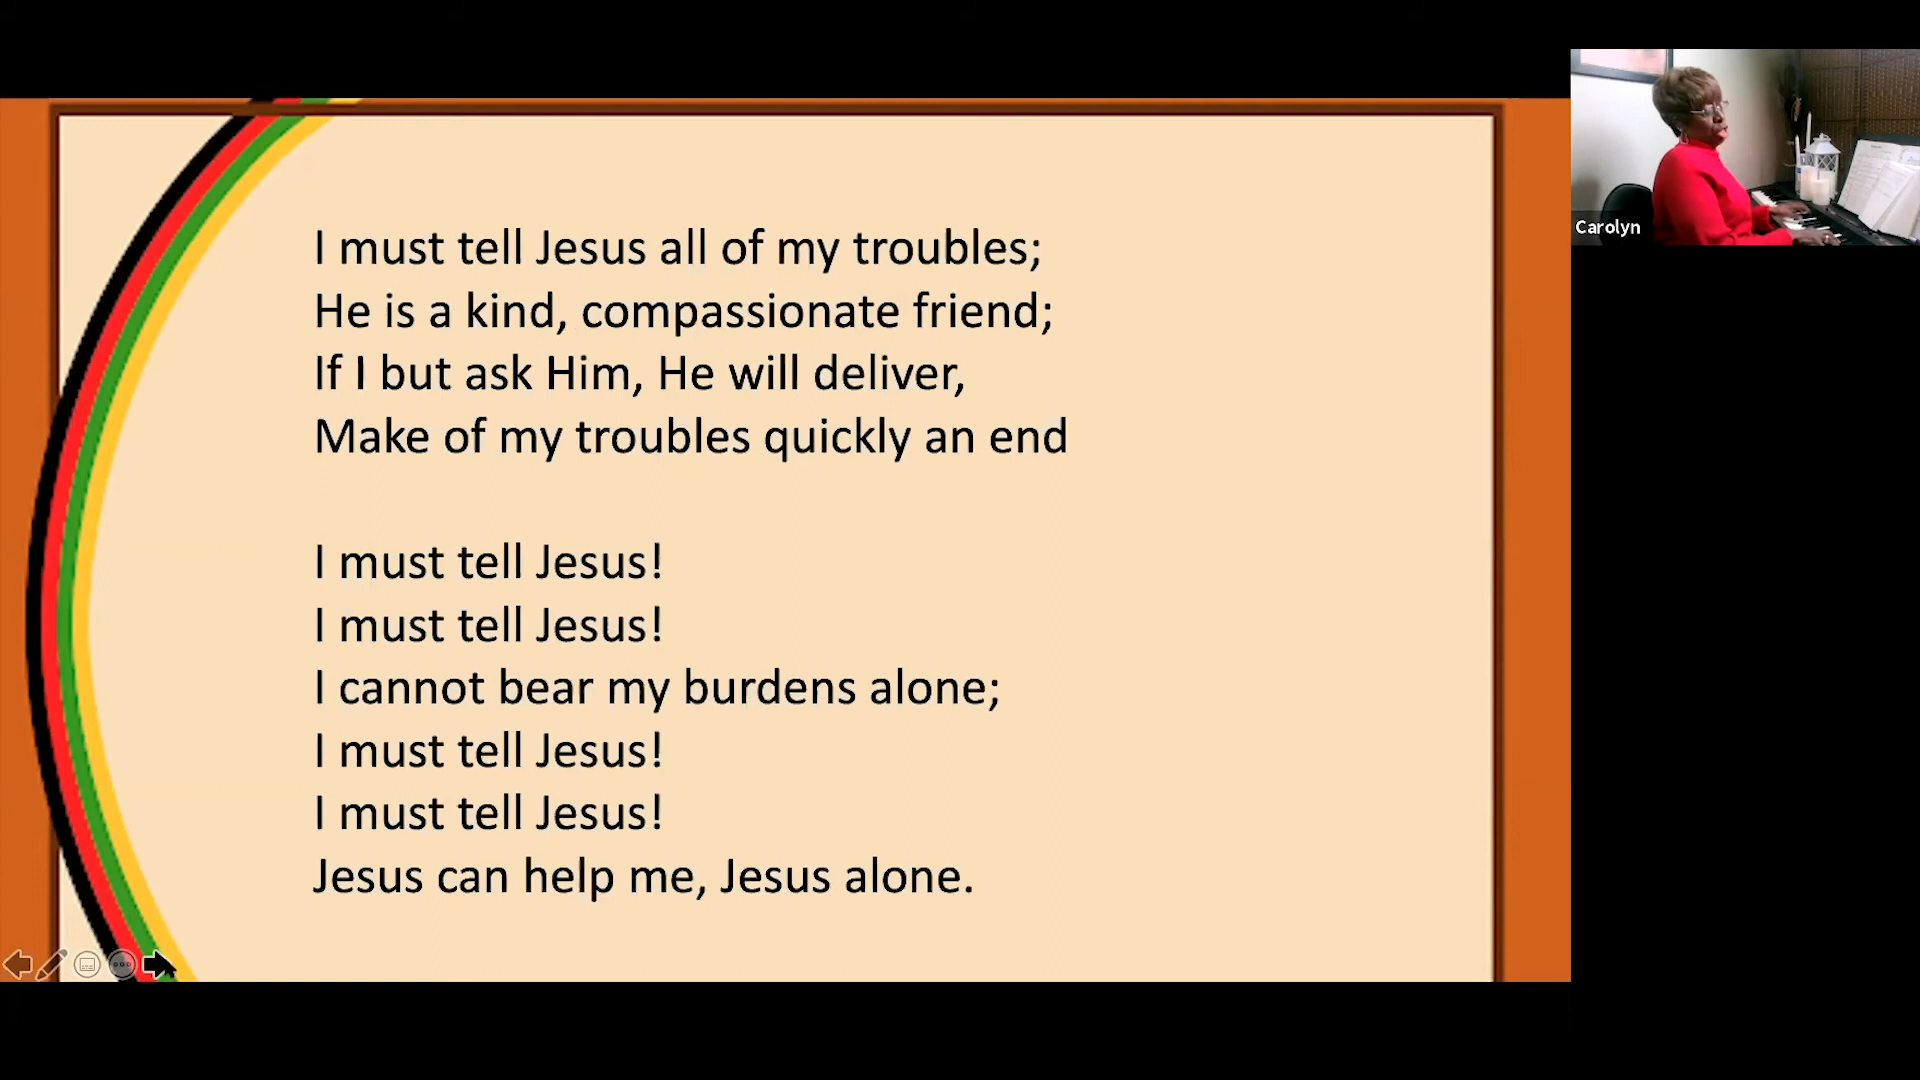 I must tell Jesus all of my troubles;
He is a kind, compassionate friend;
If I but ask Him, He will deliver,
Make of my troubles quickly an end
I must tell Jesus!
I must tell Jesus!
I cannot bear my burdens alone;
I must tell Jesus!
I must tell Jesus!
Jesus can help me, Jesus alone.
Carolyn